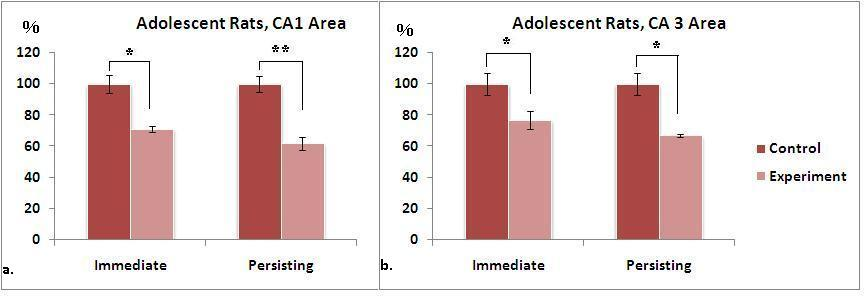 Adolescent Rats, CA1 Area
%
120
100
80
60
40
20
0
*
**
Immediate Persisting
a.
Adolescent Rats, CA 3 Area
%
120
100
80
60
40
20
0
*
*
Immediate Persisting
b.
Control
Experiment